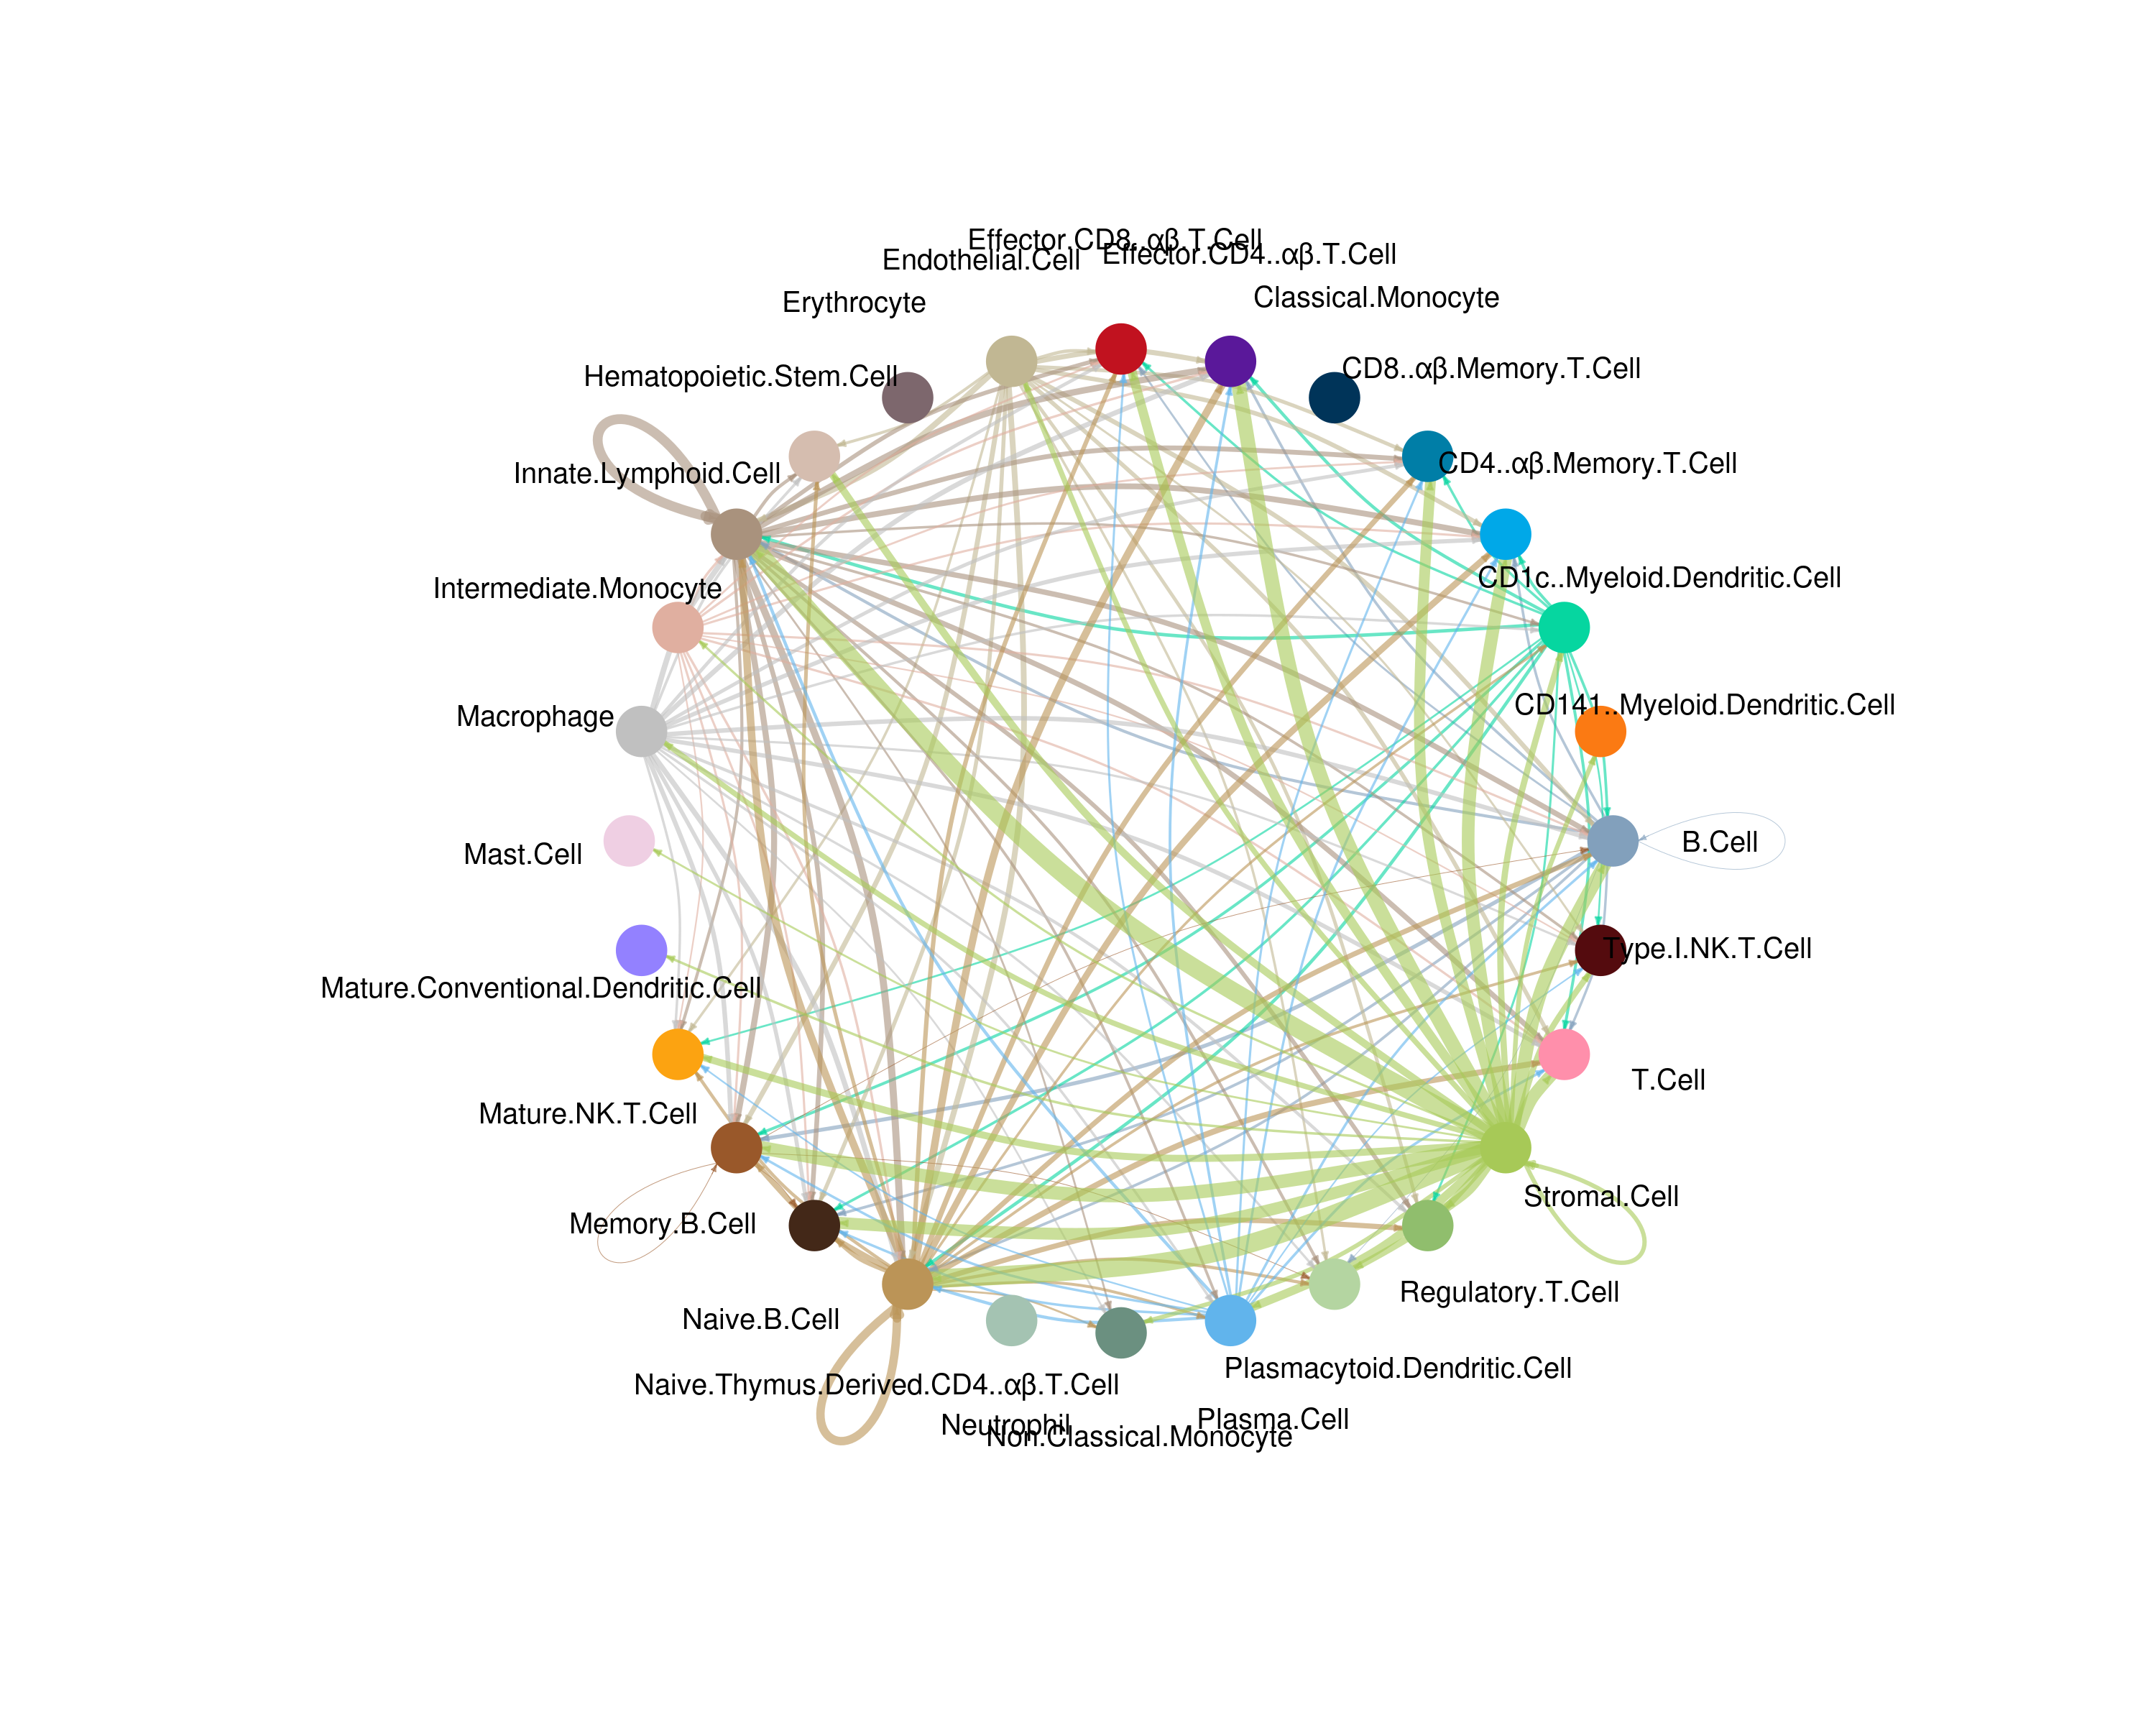 Effector.CD8..αβ.T.Cell
Effector.CD4..αβ.T.Cell
Endothelial.Cell
Classical.Monocyte
Erythrocyte
CD8..αβ.Memory.T.Cell
Hematopoietic.Stem.Cell
CD4..αβ.Memory.T.Cell
Innate.Lymphoid.Cell
CD1c..Myeloid.Dendritic.Cell
Intermediate.Monocyte
CD141..Myeloid.Dendritic.Cell
Macrophage
B.Cell
Mast.Cell
Type.I.NK.T.Cell
Mature.Conventional.Dendritic.Cell
T.Cell
Mature.NK.T.Cell
Stromal.Cell
Memory.B.Cell
Regulatory.T.Cell
Naive.B.Cell
Plasmacytoid.Dendritic.Cell
Naive.Thymus.Derived.CD4..αβ.T.Cell
Plasma.Cell
Neutrophil
Non.Classical.Monocyte